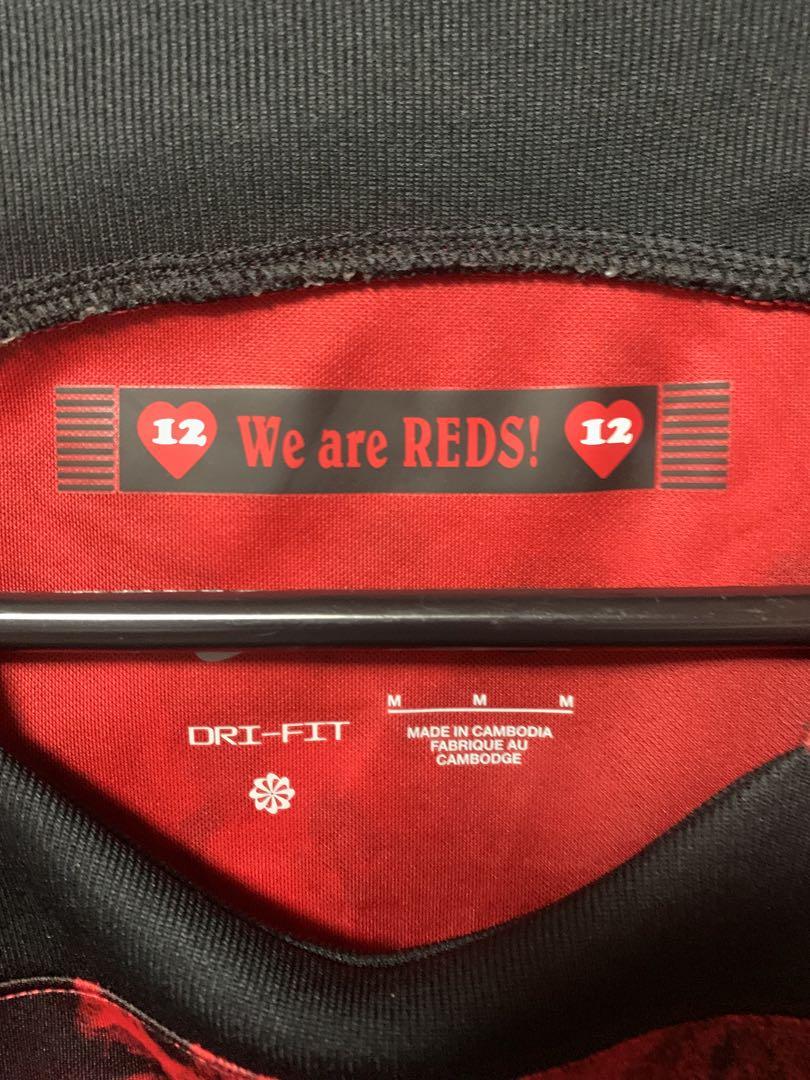 12 We are REDS! 12
M M M
DRI-FIT
MADE IN CAMBODIA
FABRIQUE AU
CAMBODGE